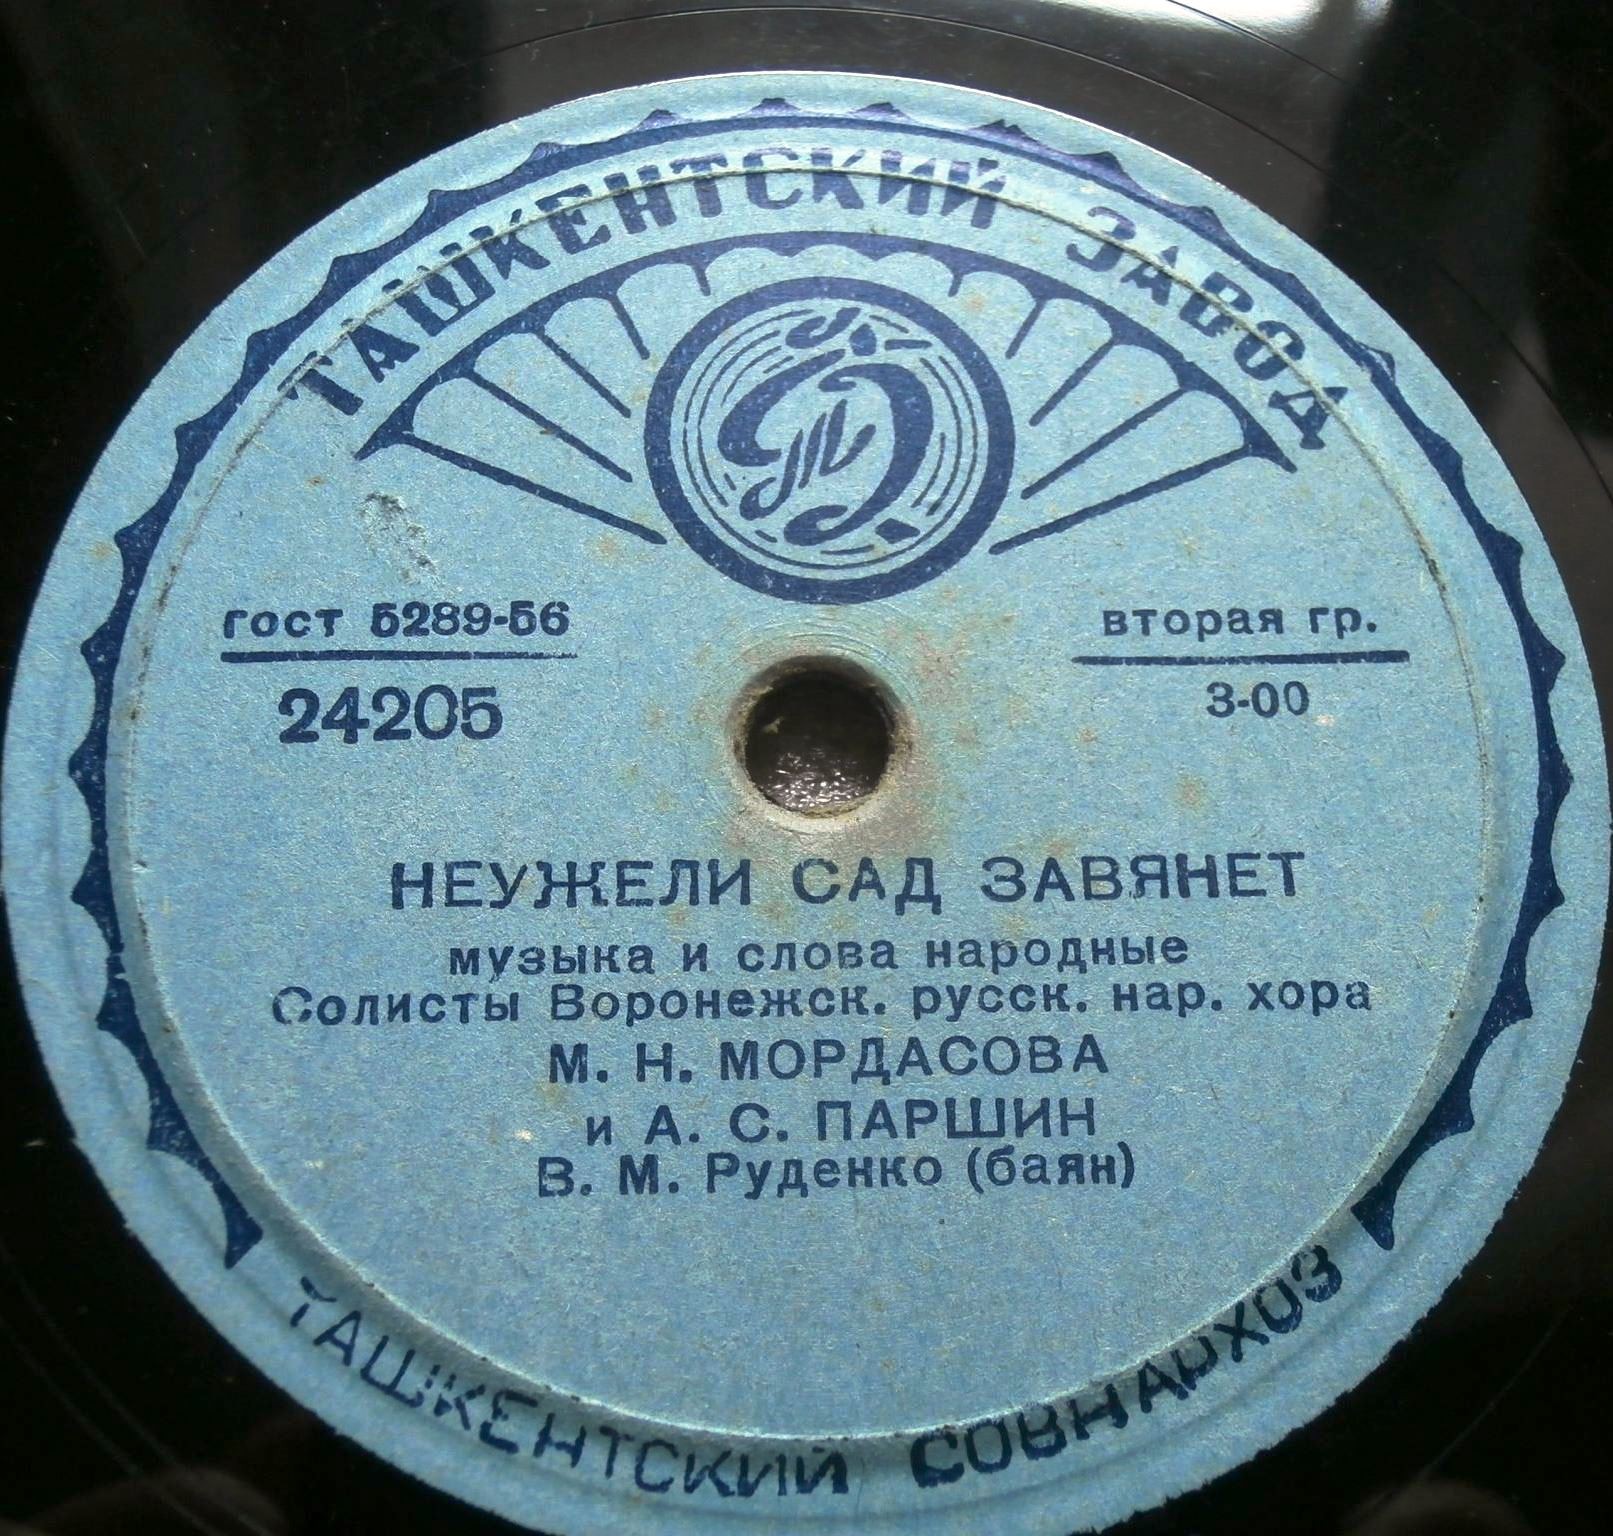 ТАШКЕНТСКИЙ ЗАВОД
гост 5289-56
24205
вторая гр.
3-00
НЕУЖЕЛИ САД ЗАВЯНЕТ
музыка и слова народные
Солисты Воронежск. русск. нар. хора
М. Н. МОРДАСОВА
и А. С. ПАРШИН
В. М. Руденко (баян)
ТАШКЕНТСКИЙ СОВНАРХОЗ